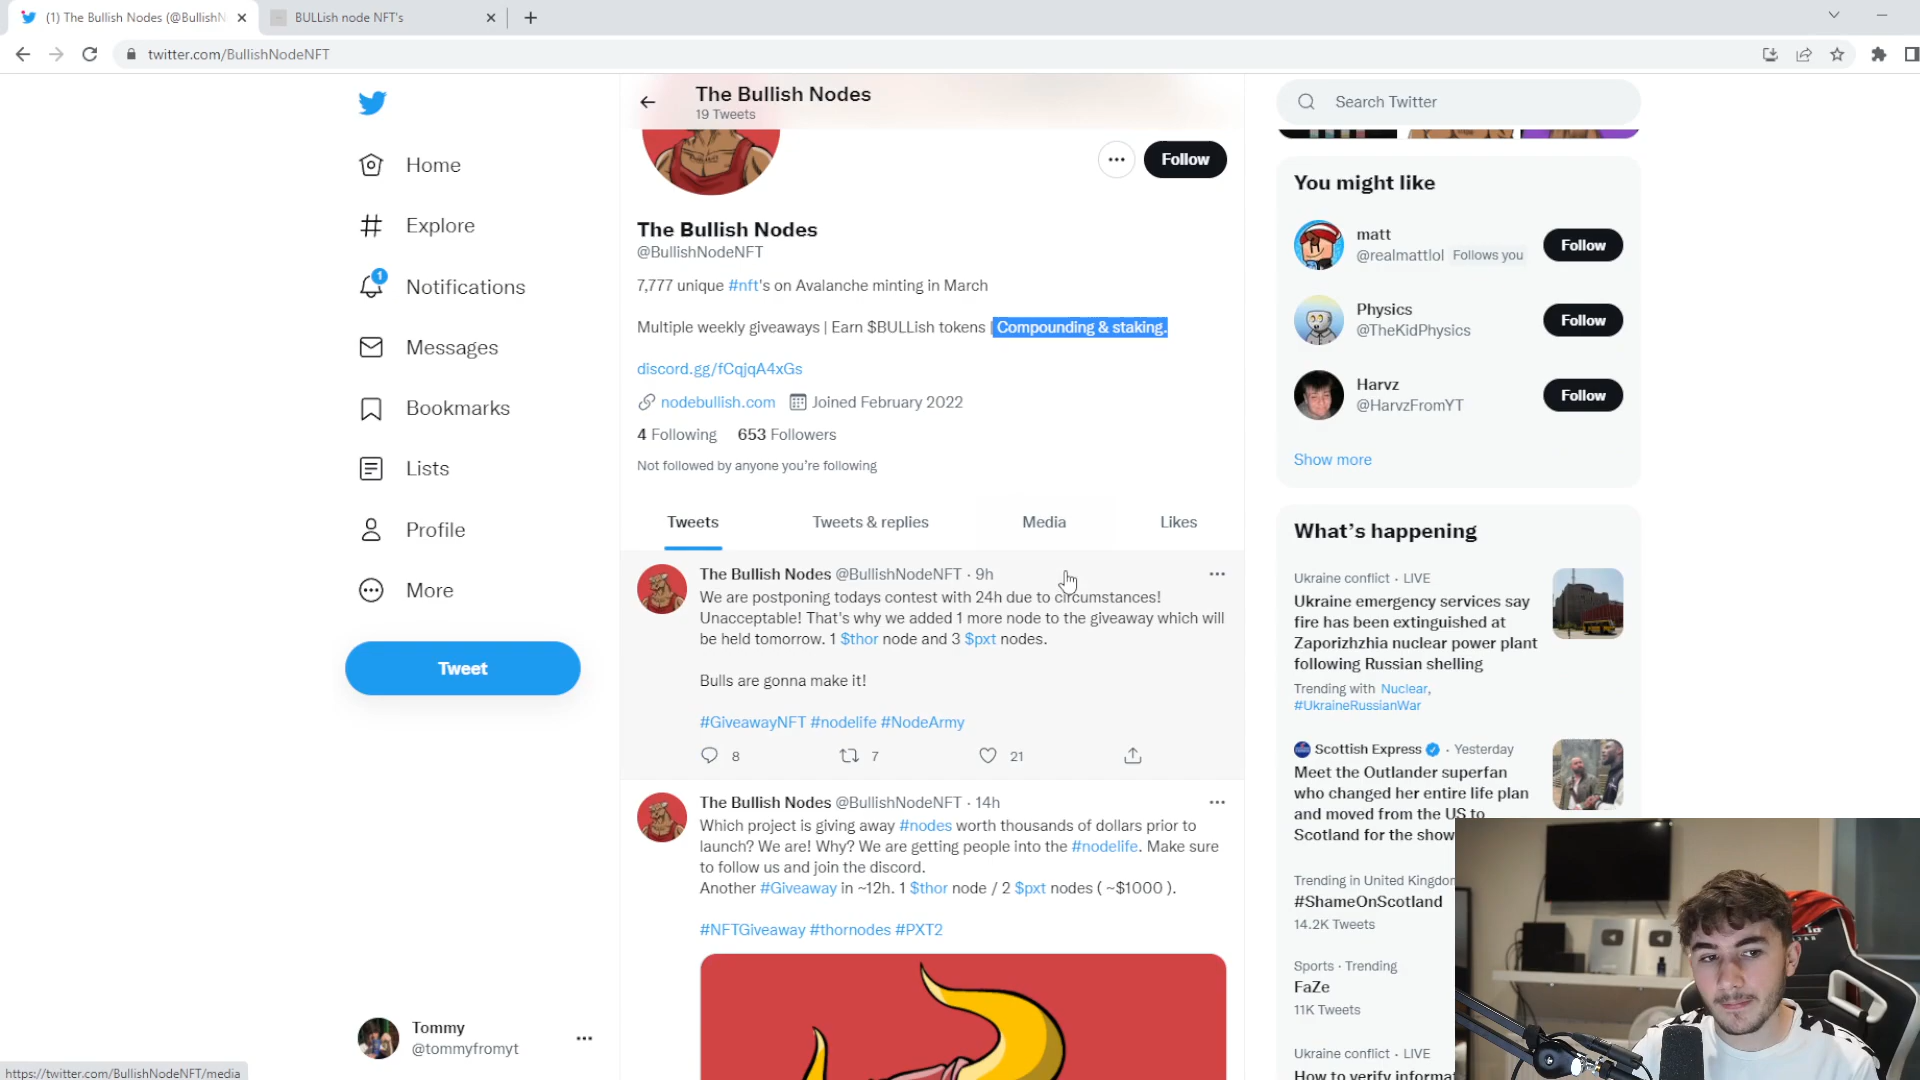 (1) The Bullish Nodes (@BullishN
BULLish node NFT's
twitter.com/BullishNodeNFT
The Bullish Nodes
19 Tweets
Search Twitter
Home
Explore
1
Notifications
Messages
Bookmarks
Lists
Profile
More
Tweet
Tommy
@tommyfromyt
Follow
The Bullish Nodes
@BullishNodeNFT
7,777 unique #nft's on Avalanche minting in March
Multiple weekly giveaways | Earn $BULLish tokens | Compounding & staking.
discord.gg/fCqjqA4xGs
nodebullish.com Joined February 2022
4 Following 653 Followers
Not followed by anyone you're following
Tweets Tweets & replies Media Likes
The Bullish Nodes @BullishNodeNFT · 9h
We are postponing todays contest with 24h due to circumstances!
Unacceptable! That's why we added 1 more node to the giveaway which will
be held tomorrow. 1 $thor node and 3 $pxt nodes.
Bulls are gonna make it!
#GiveawayNFT #nodelife #NodeArmy
8 7 21
The Bullish Nodes @BullishNodeNFT · 14h
Which project is giving away #nodes worth thousands of dollars prior to
launch? We are! Why? We are getting people into the #nodelife. Make sure
to follow us and join the discord.
Another #Giveaway in ~12h. 1 $thor node / 2 $pxt nodes ( ~$1000 ).
#NFTGiveaway #thornodes #PXT2
You might like
matt
@realmattlol Follows you
Follow
Physics
@TheKidPhysics
Follow
Harvz
@HarvzFromYT
Follow
Show more
What's happening
Ukraine conflict · LIVE
Ukraine emergency services say
fire has been extinguished at
Zaporizhzhia nuclear power plant
following Russian shelling
Trending with Nuclear,
#UkraineRussianWar
Scottish Express · Yesterday
Meet the Outlander superfan
who changed her entire life plan
and moved from the US to
Scotland for the show
Trending in United Kingdom
#ShameOnScotland
14.2K Tweets
Sports · Trending
FaZe
11K Tweets
Ukraine conflict · LIVE
How to verify informat
https://twitter.com/BullishNodeNFT/media